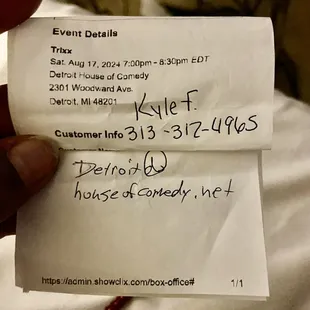 Event Details
Trixx
Sat. Aug 17, 2024 7:00pm - 8:30pm EDT
Detroit House of Comedy
2301 Woodward Ave.
Detroit, MI 48201
Kyle F.
Customer Info 313-312-4965
Detroit
houseofcomedy.net
https://admin.showclix.com/box-office# 1/1